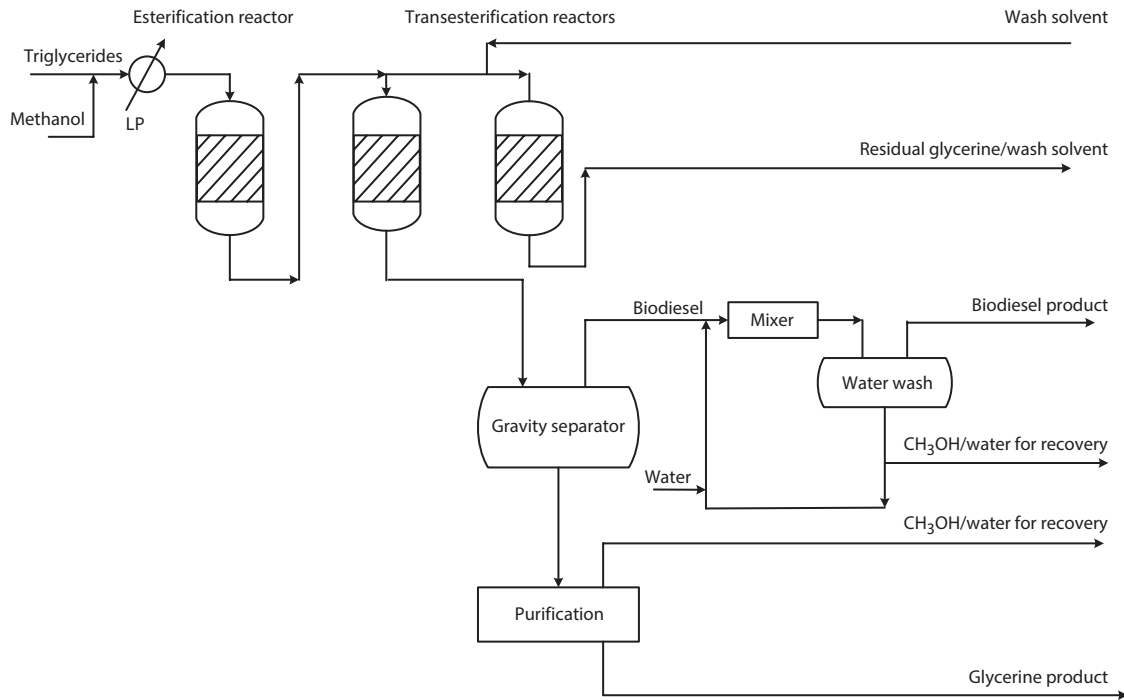 Esterification reactor
Transesterification reactors
Wash solvent
Triglycerides
Methanol
LP
Residual glycerine/wash solvent
Biodiesel
Mixer
Biodiesel product
Water wash
Gravity separator
CH₃OH/water for recovery
Water
CH₃OH/water for recovery
Purification
Glycerine product